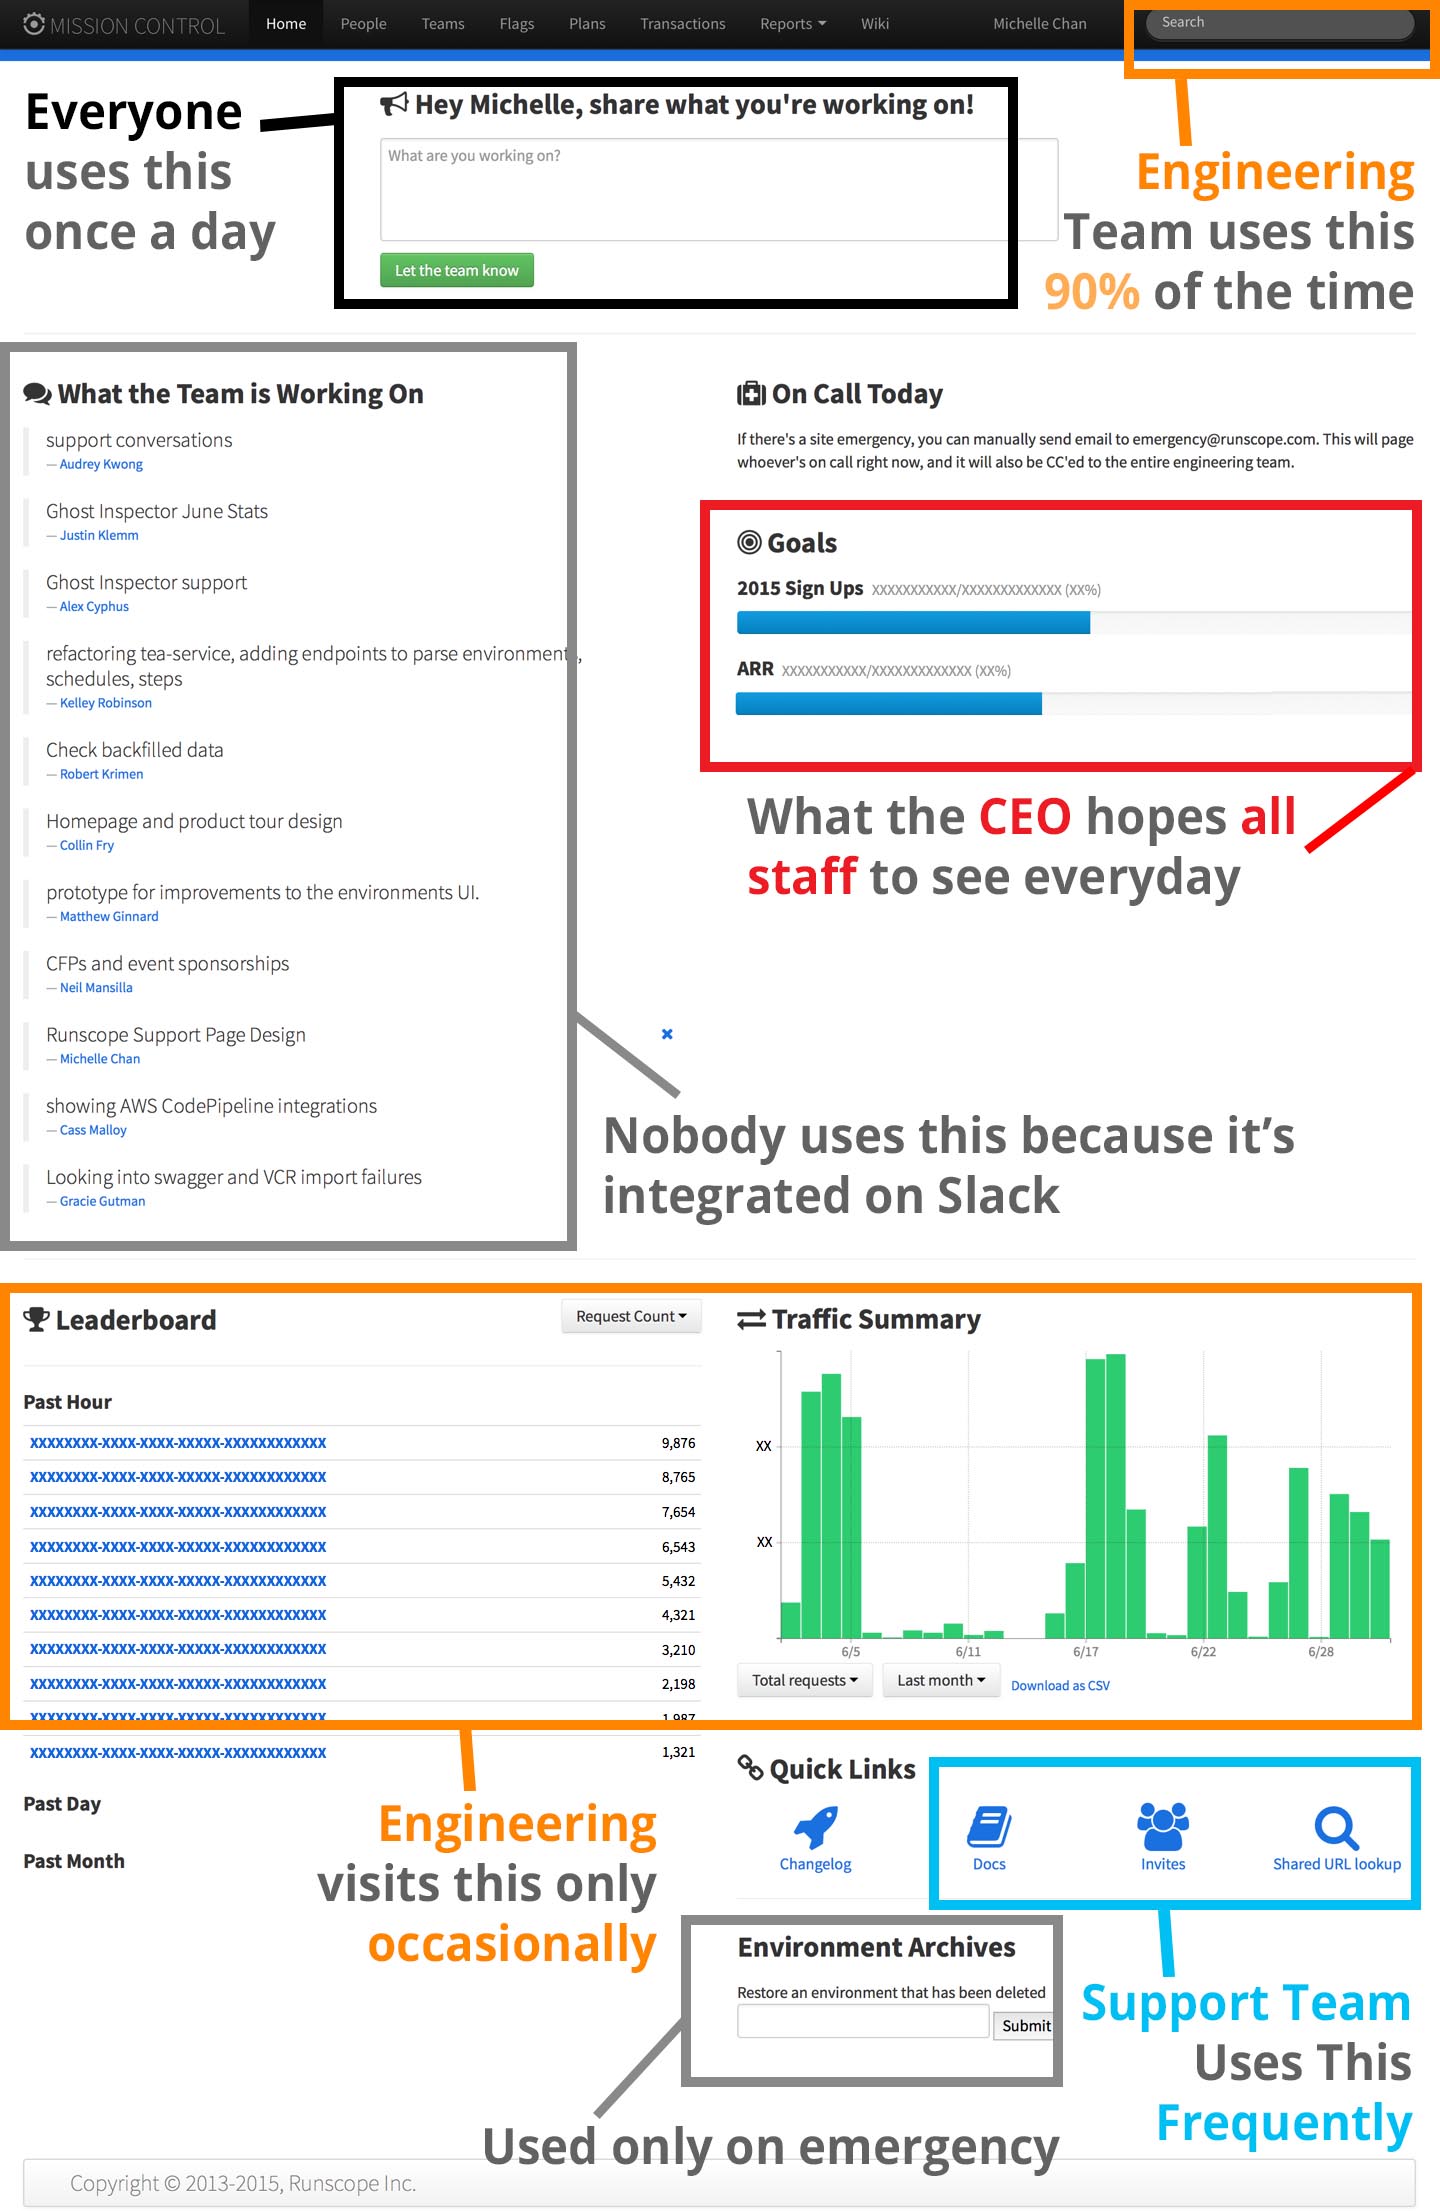 MISSION CONTROL Home People Teams Flags Plans Transactions Reports Wiki Michelle Chan Search
Everyone
uses this
once a day
Hey Michelle, share what you're working on!
What are you working on?
Let the team know
Engineering
Team uses this
90% of the time
What the Team is Working On
support conversations
— Audrey Kwong
Ghost Inspector June Stats
— Justin Klemm
Ghost Inspector support
— Alex Cyphus
refactoring tea-service, adding endpoints to parse environments,
schedules, steps
— Kelley Robinson
Check backfilled data
— Robert Krimen
Homepage and product tour design
— Collin Fry
prototype for improvements to the environments UI.
— Matthew Ginnard
CFPs and event sponsorships
— Neil Mansilla
Runscope Support Page Design
— Michelle Chan
showing AWS CodePipeline integrations
— Cass Malloy
Looking into swagger and VCR import failures
— Gracie Gutman
On Call Today
If there's a site emergency, you can manually send email to emergency@runscope.com. This will page
whoever's on call right now, and it will also be CC'ed to the entire engineering team.
Goals
2015 Sign Ups XXXXXXXXXXX/XXXXXXXXXXXXX (XX%)
ARR XXXXXXXXXXX/XXXXXXXXXXXXX (XX%)
What the CEO hopes all
staff to see everyday
Nobody uses this because it’s
integrated on Slack
Leaderboard
Request Count
Past Hour
XXXXXXXX-XXXX-XXXX-XXXXX-XXXXXXXXXXXX 9,876
XXXXXXXX-XXXX-XXXX-XXXXX-XXXXXXXXXXXX 8,765
XXXXXXXX-XXXX-XXXX-XXXXX-XXXXXXXXXXXX 7,654
XXXXXXXX-XXXX-XXXX-XXXXX-XXXXXXXXXXXX 6,543
XXXXXXXX-XXXX-XXXX-XXXXX-XXXXXXXXXXXX 5,432
XXXXXXXX-XXXX-XXXX-XXXXX-XXXXXXXXXXXX 4,321
XXXXXXXX-XXXX-XXXX-XXXXX-XXXXXXXXXXXX 3,210
XXXXXXXX-XXXX-XXXX-XXXXX-XXXXXXXXXXXX 2,198
XXXXXXXX-XXXX-XXXX-XXXXX-XXXXXXXXXXXX 1,987
XXXXXXXX-XXXX-XXXX-XXXXX-XXXXXXXXXXXX 1,321
Past Day
Past Month
Traffic Summary
XX
XX
6/5 6/11 6/17 6/22 6/28
Total requests Last month Download as CSV
Engineering
visits this only
occasionally
Quick Links
Changelog Docs Invites Shared URL lookup
Environment Archives
Restore an environment that has been deleted
Submit
Support Team
Uses This
Frequently
Used only on emergency
Copyright © 2013-2015, Runscope Inc.